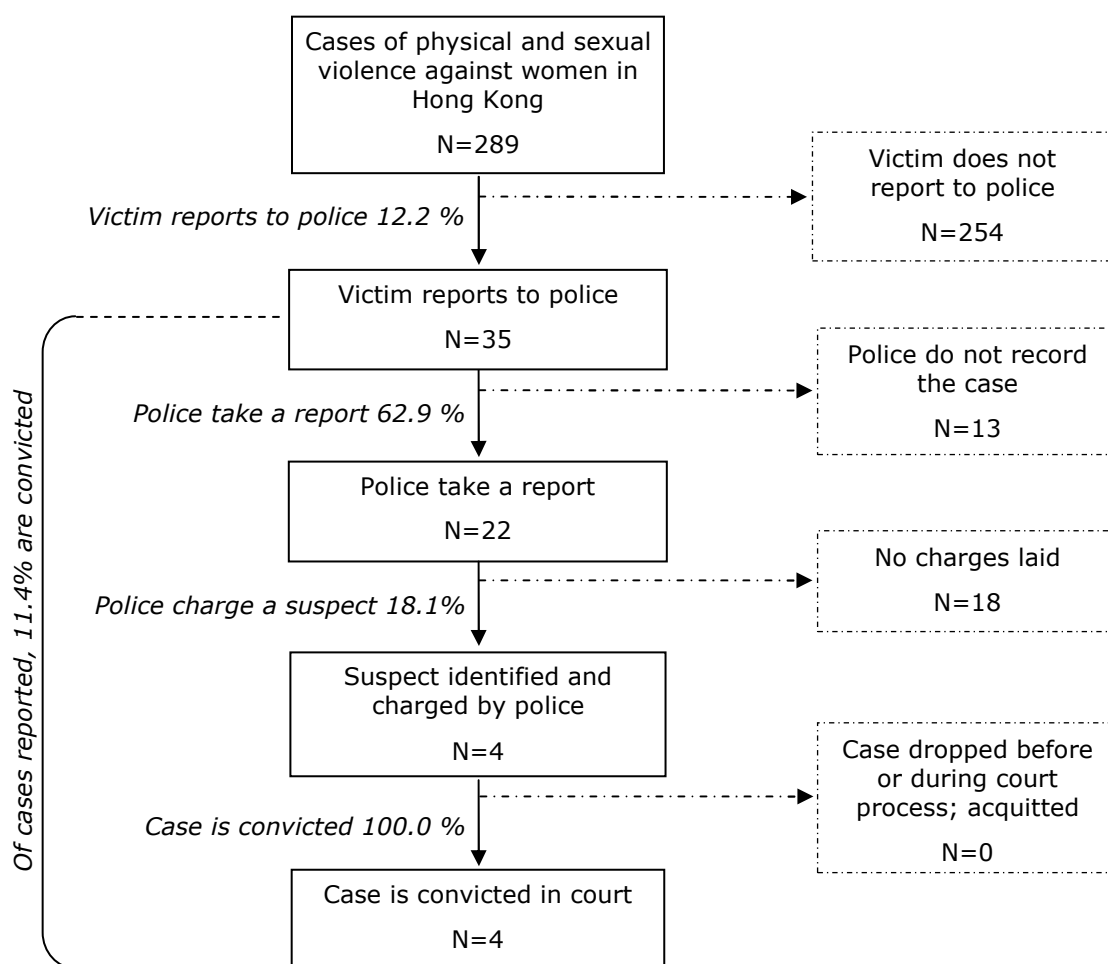 Cases of physical and sexual
violence against women in
Hong Kong
N=289
Victim does not
report to police
N=254
Victim reports to police 12.2 %
Victim reports to police
N=35
Police do not record
the case
N=13
Police take a report 62.9 %
Police take a report
N=22
No charges laid
N=18
Police charge a suspect 18.1%
Suspect identified and
charged by police
N=4
Case dropped before
or during court
process; acquitted
N=0
Case is convicted 100.0 %
Case is convicted in court
N=4
Of cases reported, 11.4% are convicted